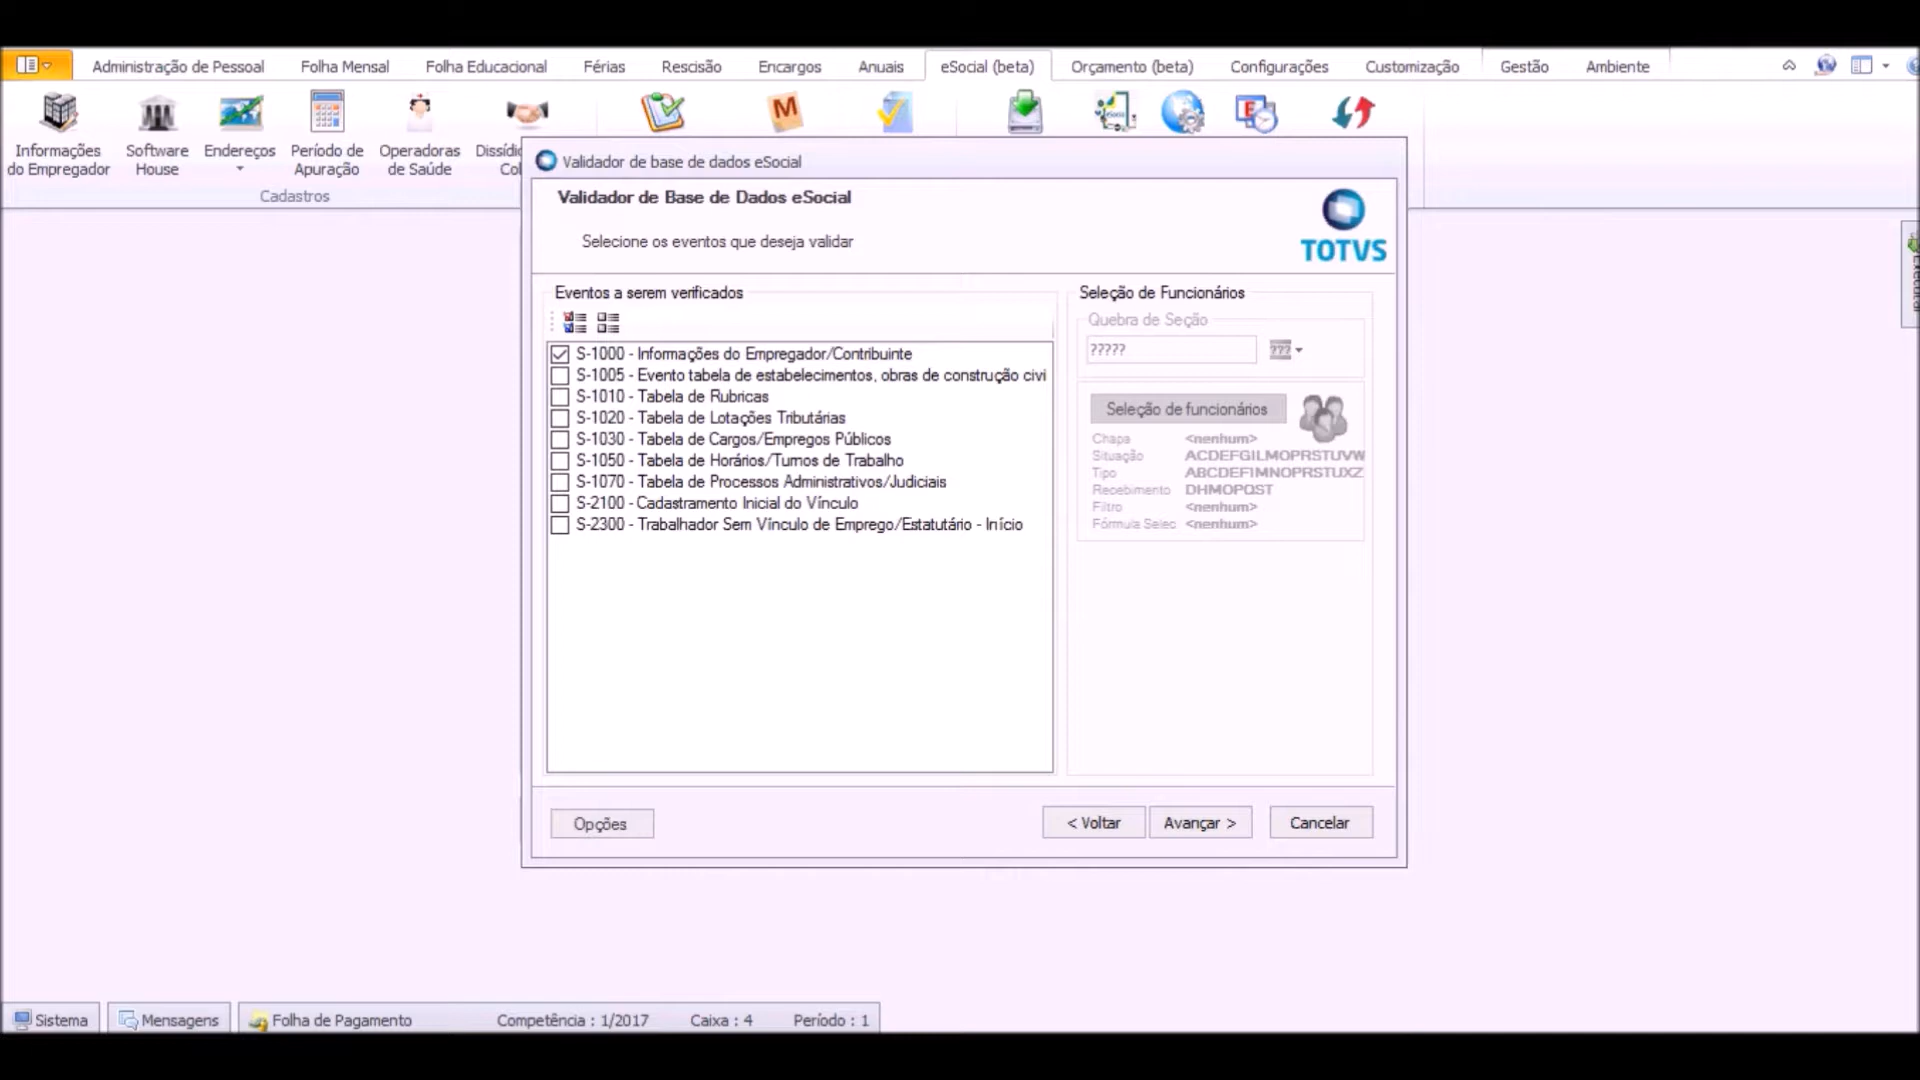 Administração de Pessoal Folha Mensal Folha Educacional Férias Rescisão Encargos Anuais eSocial (beta) Orçamento (beta) Configurações Customização Gestão Ambiente
Informações do Empregador
Software House
Endereços
Período de Apuração
Operadoras de Saúde
Cadastros
Validador de base de dados eSocial
Validador de Base de Dados eSocial
Selecione os eventos que deseja validar
TOTVS
Eventos a serem verificados
S-1000 - Informações do Empregador/Contribuinte
S-1005 - Evento tabela de estabelecimentos, obras de construção civi
S-1010 - Tabela de Rubricas
S-1020 - Tabela de Lotações Tributárias
S-1030 - Tabela de Cargos/Empregos Públicos
S-1050 - Tabela de Horários/Turnos de Trabalho
S-1070 - Tabela de Processos Administrativos/Judiciais
S-2100 - Cadastramento Inicial do Vínculo
S-2300 - Trabalhador Sem Vínculo de Emprego/Estatutário - Início
Seleção de Funcionários
Quebra de Seção
?????
???
Seleção de funcionários
Chapa <nenhum>
Situação ACDEFGILMOPRSTUVW
Tipo ABCDEFIMNOPRSTUXZ
Recebimento DHMOPQST
Filtro <nenhum>
Fórmula Selec <nenhum>
Opções
< Voltar
Avançar >
Cancelar
Sistema Mensagens Folha de Pagamento Competência : 1/2017 Caixa : 4 Período : 1